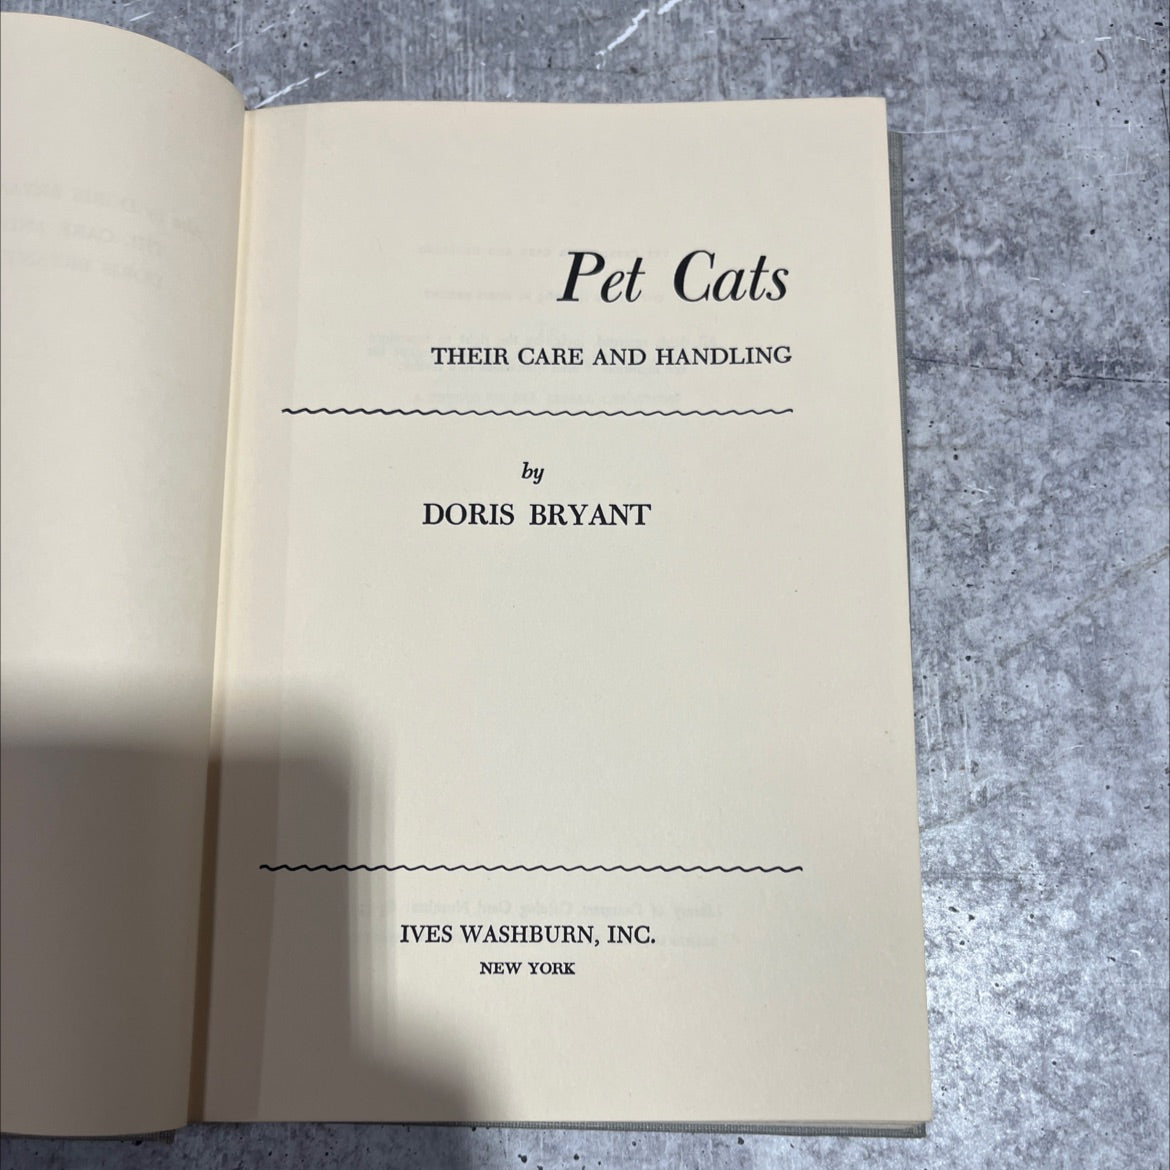 Pet Cats
THEIR CARE AND HANDLING
by
DORIS BRYANT
IVES WASHBURN, INC.
NEW YORK